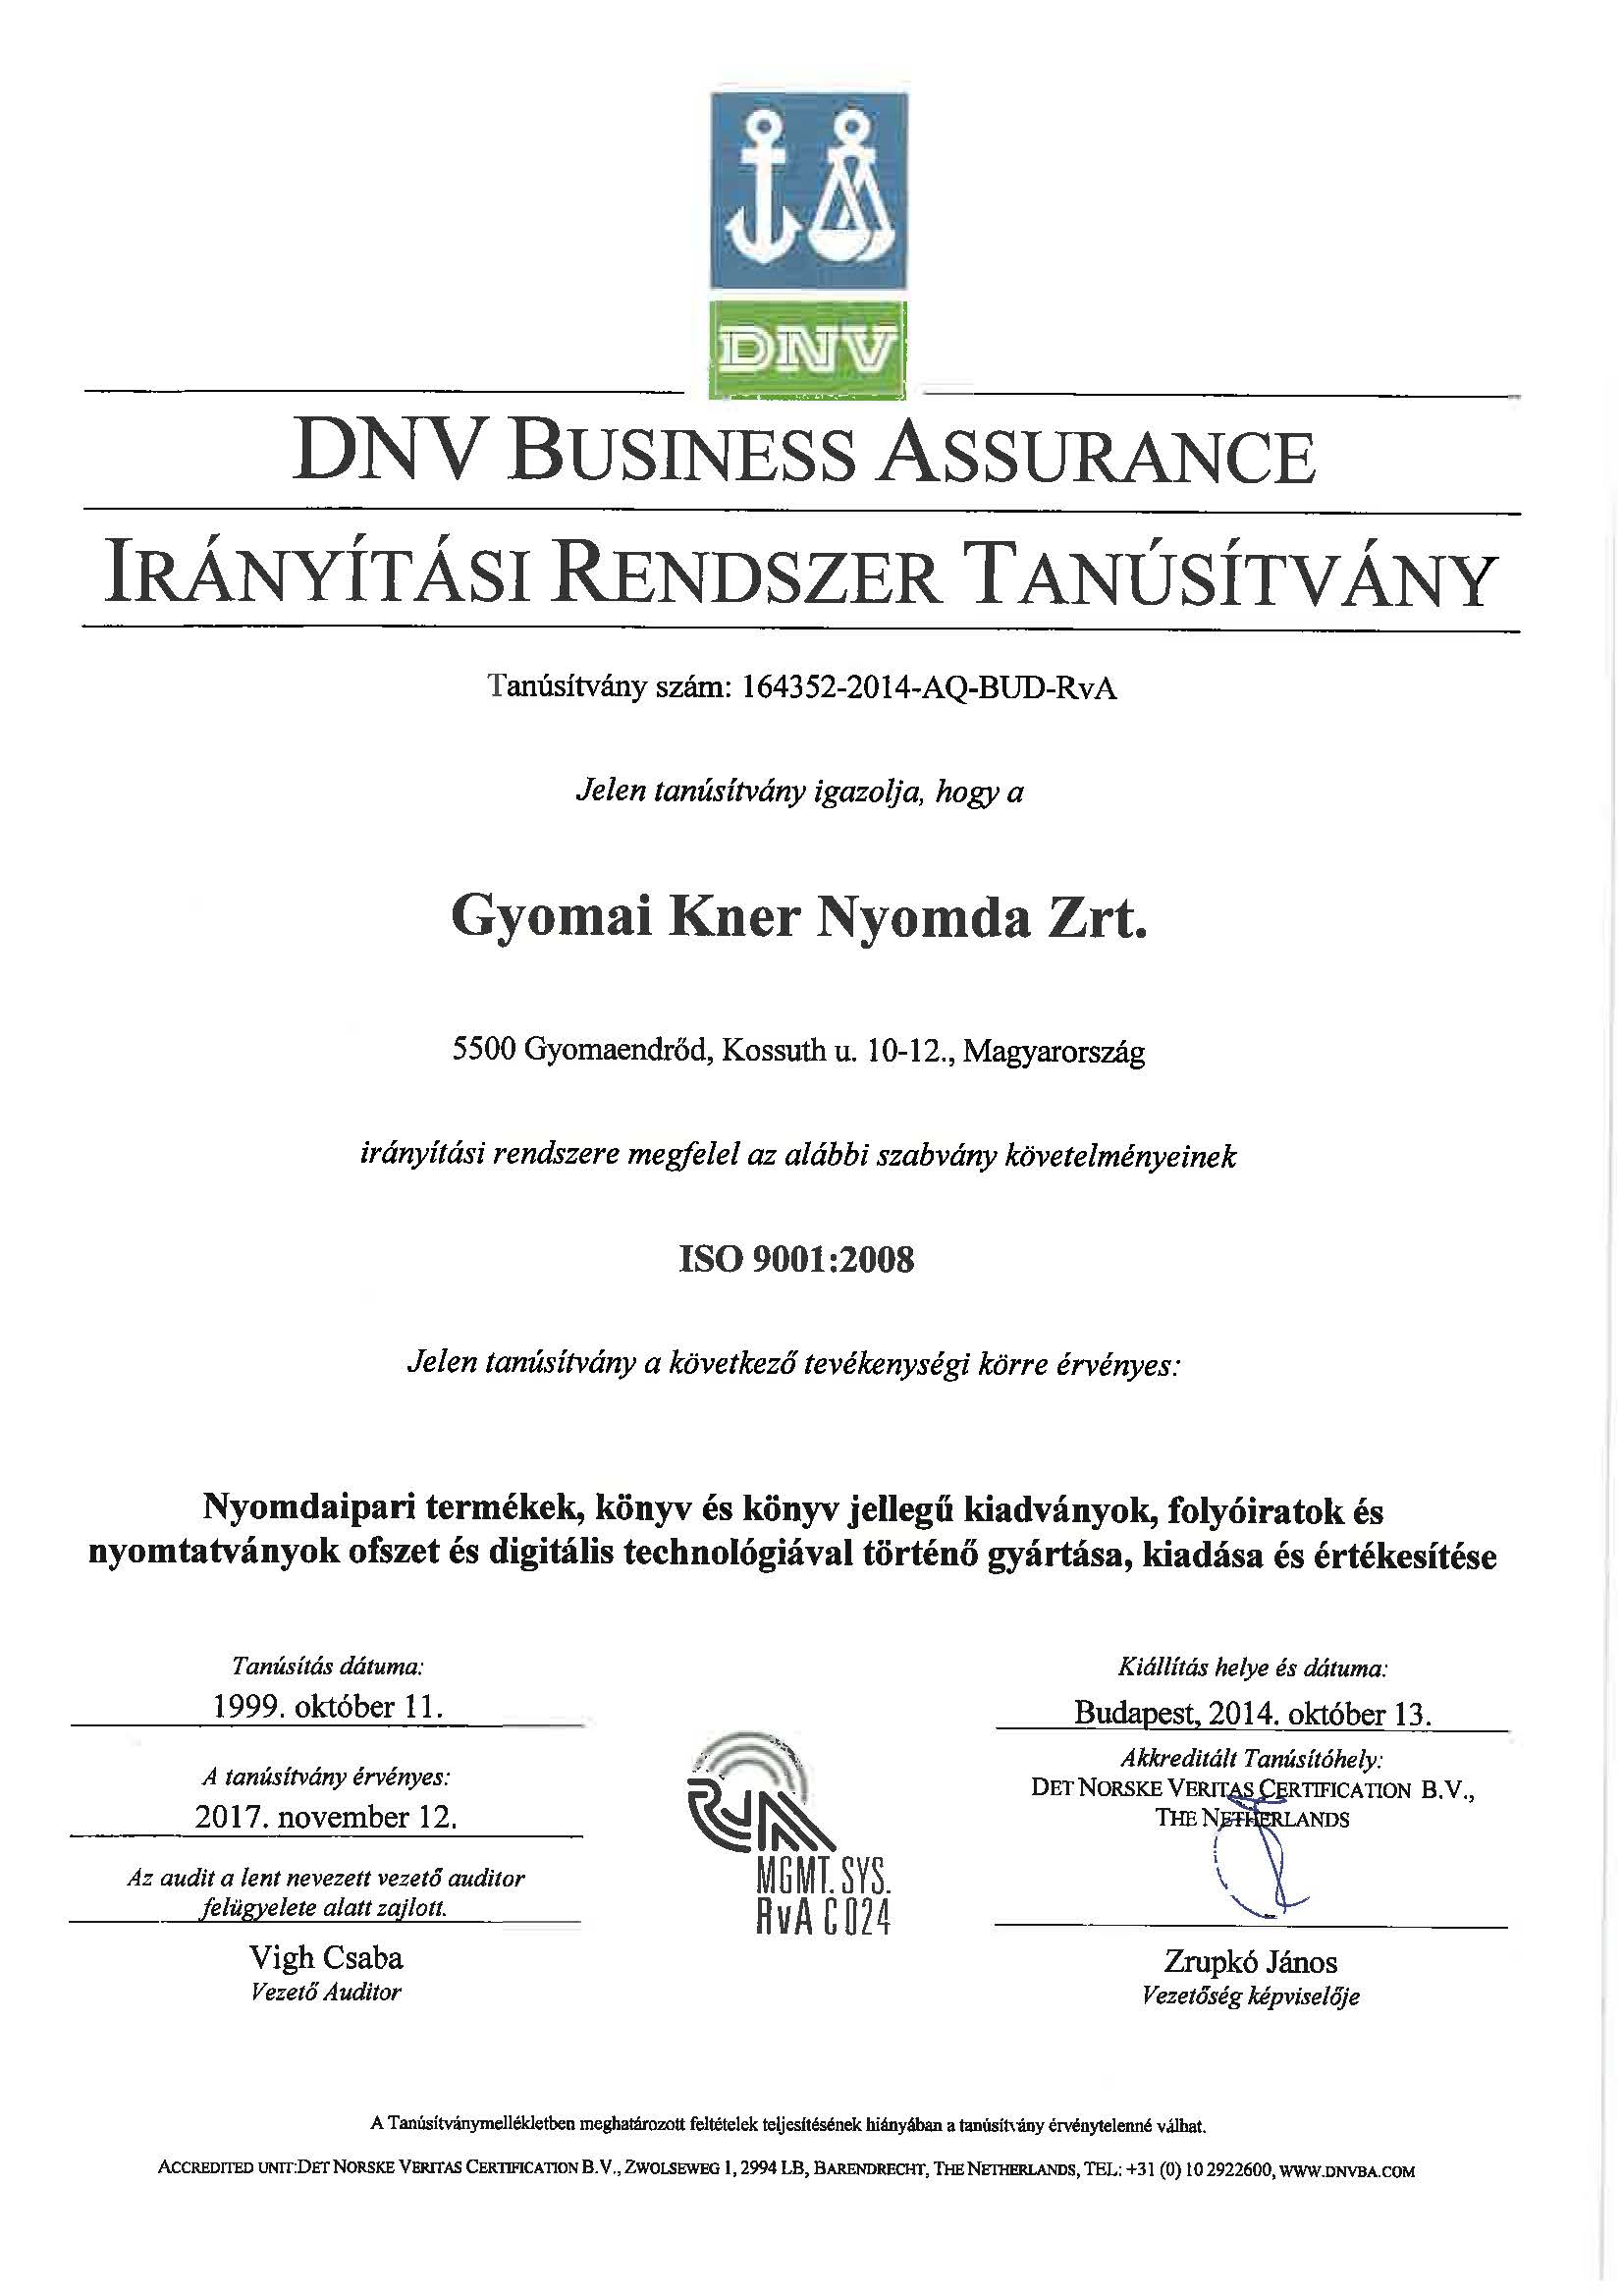 DNV
DNV BUSINESS ASSURANCE
IRÁNYÍTÁSI RENDSZER TANÚSÍTVÁNY
Tanúsítvány szám: 164352-2014-AQ-BUD-RvA
Jelen tanúsítvány igazolja, hogy a
Gyomai Kner Nyomda Zrt.
5500 Gyomaendrőd, Kossuth u. 10-12., Magyarország
irányítási rendszere megfelel az alábbi szabvány követelményeinek
ISO 9001:2008
Jelen tanúsítvány a következő tevékenységi körre érvényes:
Nyomdaipari termékek, könyv és könyv jellegű kiadványok, folyóiratok és
nyomtatványok ofszet és digitális technológiával történő gyártása, kiadása és értékesítése
Tanúsítás dátuma:
1999. október 11.
A tanúsítvány érvényes:
2017. november 12.
Az audit a lent nevezett vezető auditor
felügyelete alatt zajlott.
Vigh Csaba
Vezető Auditor
RvA
MGMT. SYS.
RvA C 024
Kiállítás helye és dátuma:
Budapest, 2014. október 13.
Akkreditált Tanúsítóhely:
DET NORSKE VERITAS CERTIFICATION B.V.,
THE NETHERLANDS
Zrupkó János
Vezetőség képviselője
A Tanúsítványmellékletben meghatározott feltételek teljesítésének hiányában a tanúsítvány érvénytelenné válhat.
ACCREDITED UNIT:DET NORSKE VERITAS CERTIFICATION B.V., ZWOLSEWEG 1, 2994 LB, BARENDRECHT, THE NETHERLANDS, TEL: +31 (0) 10 2922600, WWW.DNVBA.COM